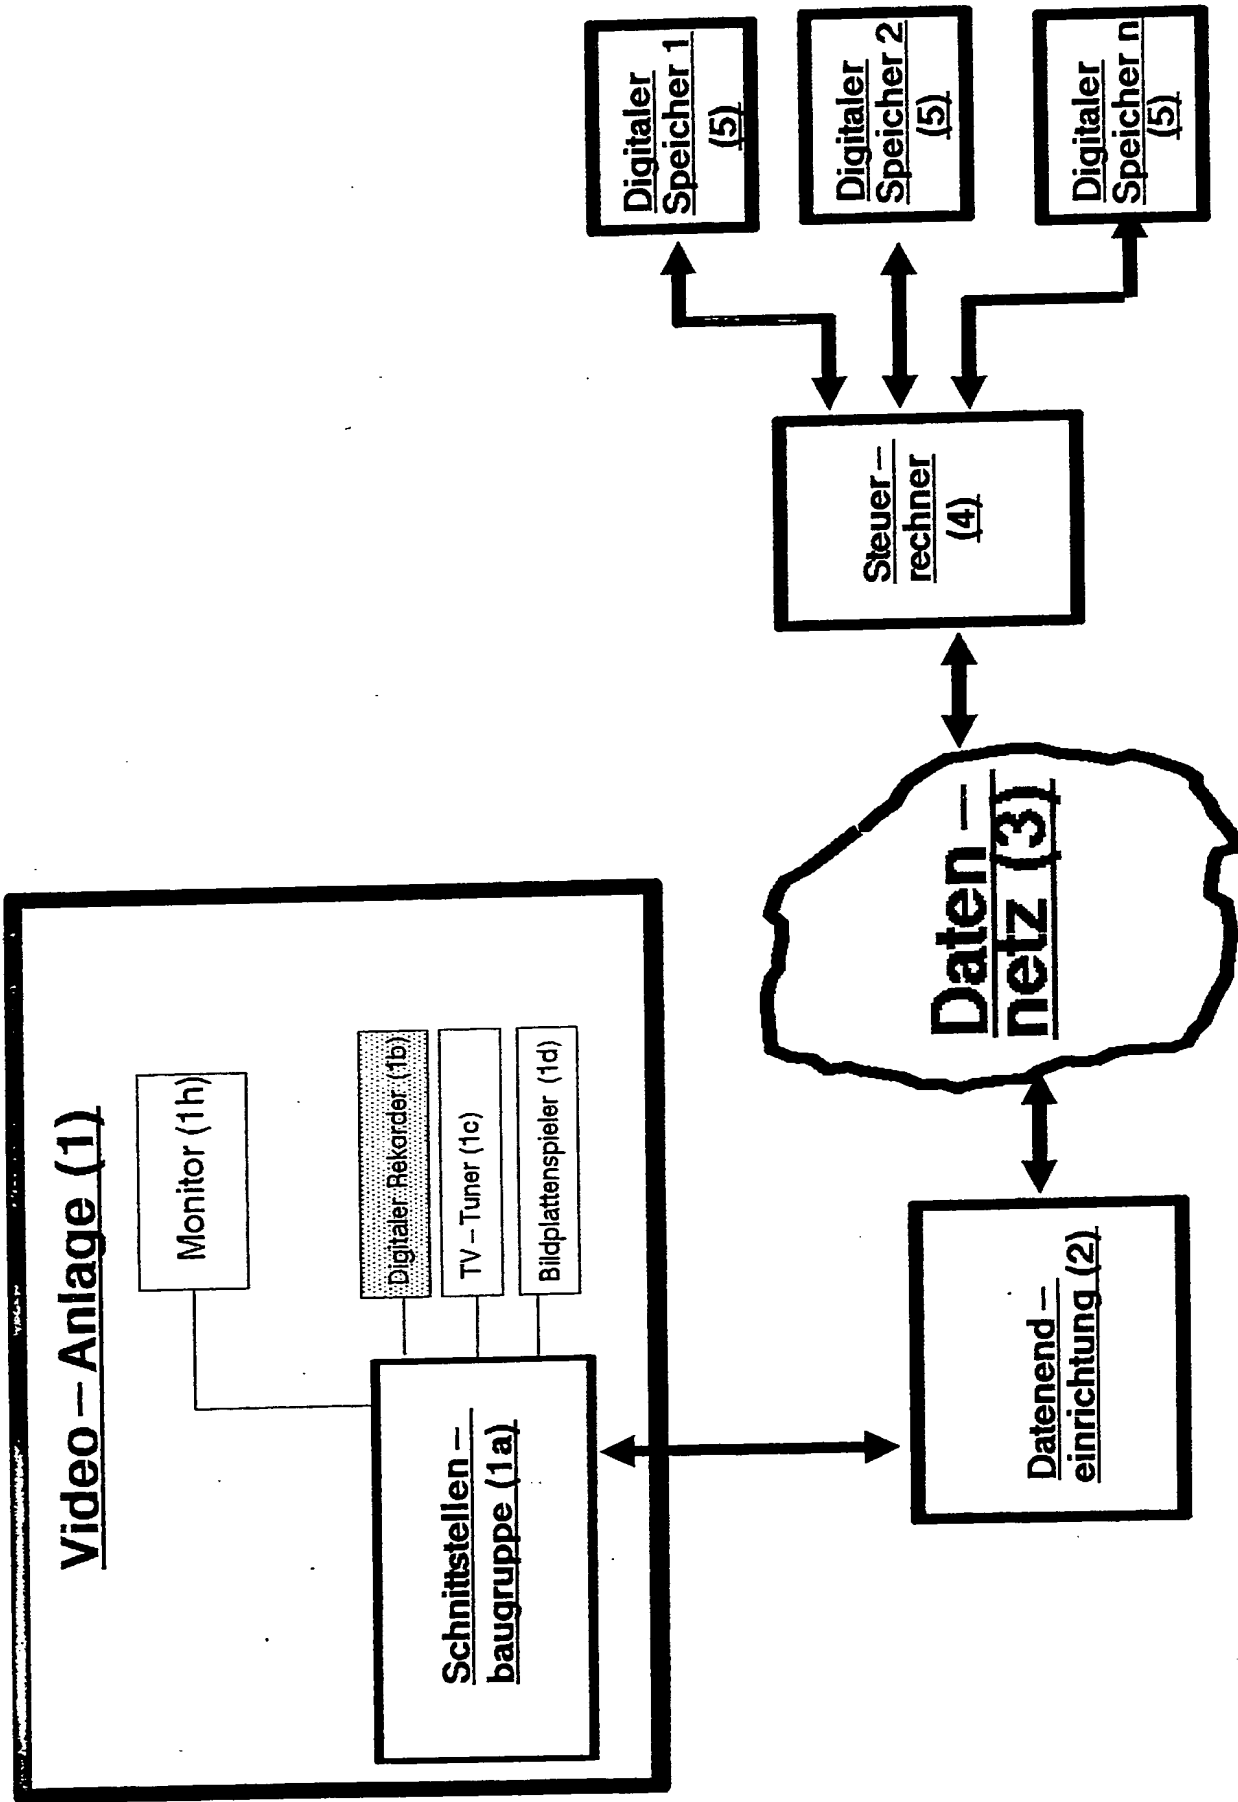 Video–Anlage (1)
Monitor (1h)
Digitaler Rekorder (1b)
TV–Tuner (1c)
Bildplattenspieler (1d)
Schnittstellen–
baugruppe (1a)
Datenend–
einrichtung (2)
Daten–
netz (3)
Steuer–
rechner
(4)
Digitaler
Speicher 1
(5)
Digitaler
Speicher 2
(5)
Digitaler
Speicher n
(5)